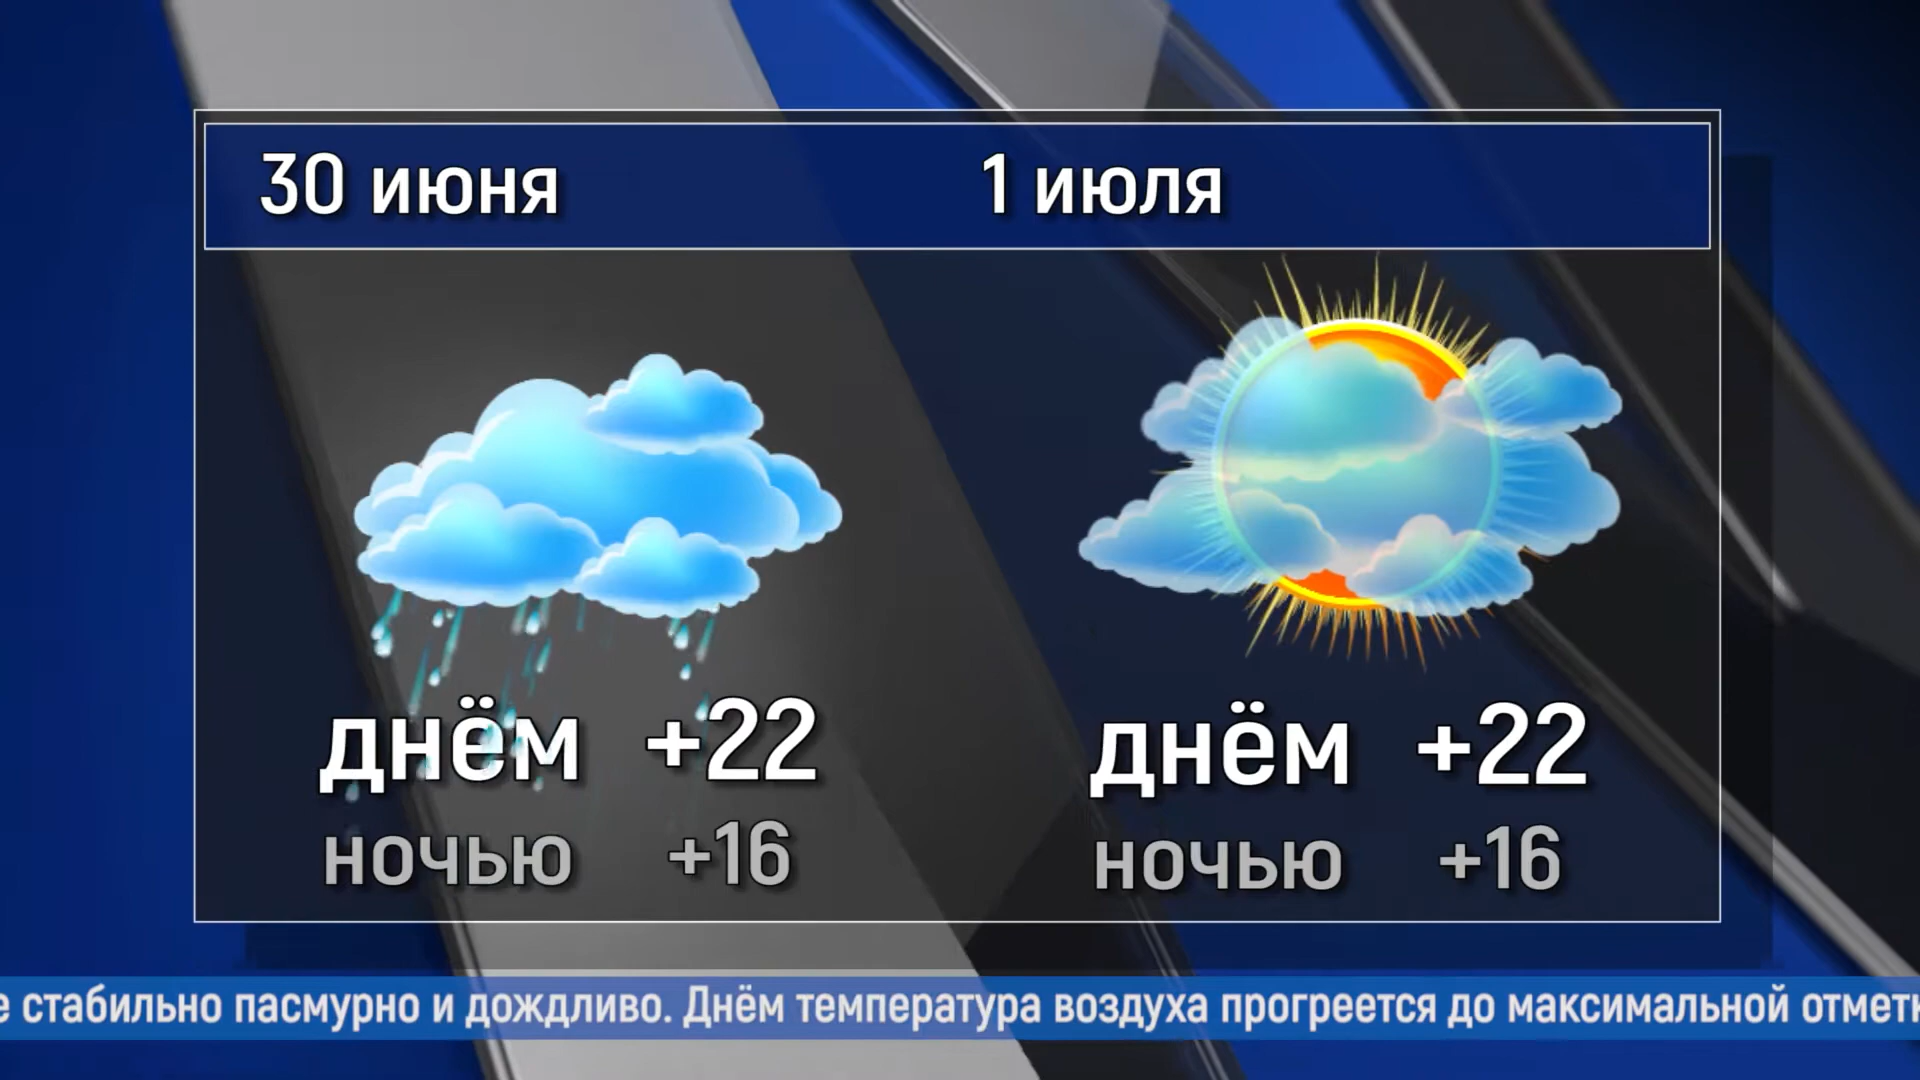 30 июня
1 июля
днём +22
ночью +16
днём +22
ночью +16
стабильно пасмурно и дождливо. Днём температура воздуха прогреется до максимальной